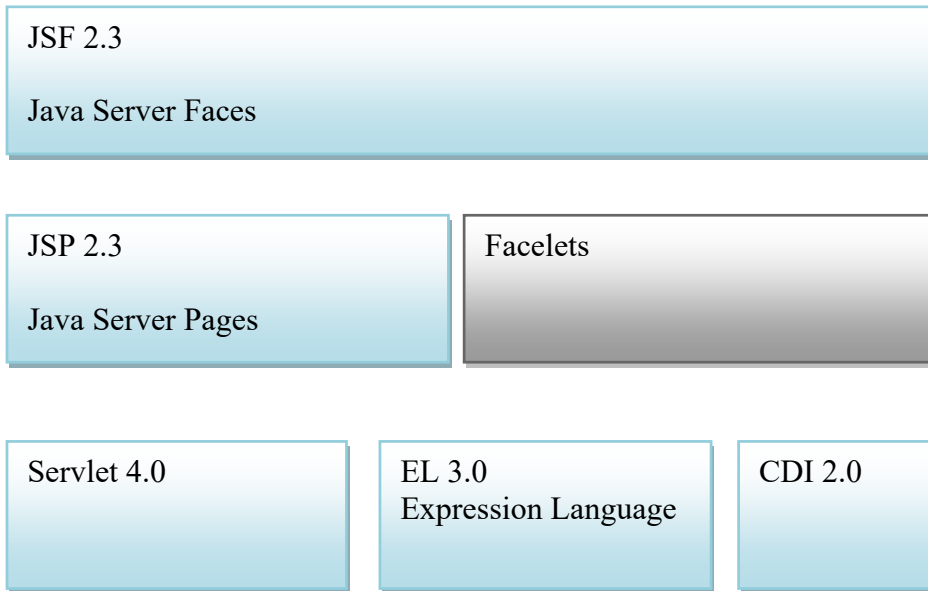 JSF 2.3
Java Server Faces
JSP 2.3
Java Server Pages
Facelets
Servlet 4.0
EL 3.0
Expression Language
CDI 2.0